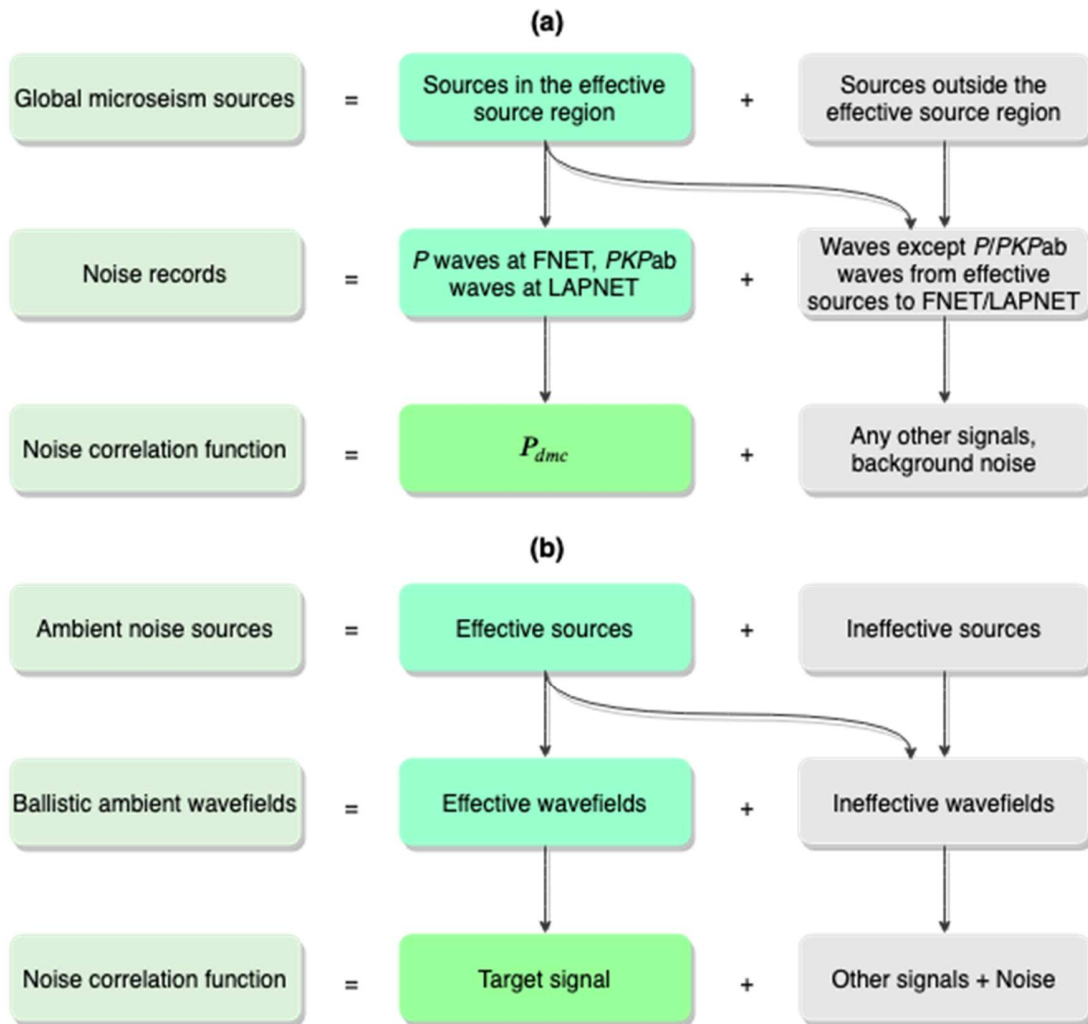 (a)
Global microseism sources
=
Sources in the effective
source region
+
Sources outside the
effective source region
Noise records
=
P waves at FNET, PKPab
waves at LAPNET
+
Waves except P/PKPab
waves from effective
sources to FNET/LAPNET
Noise correlation function
=
P_dmc
+
Any other signals,
background noise
(b)
Ambient noise sources
=
Effective sources
+
Ineffective sources
Ballistic ambient wavefields
=
Effective wavefields
+
Ineffective wavefields
Noise correlation function
=
Target signal
+
Other signals + Noise